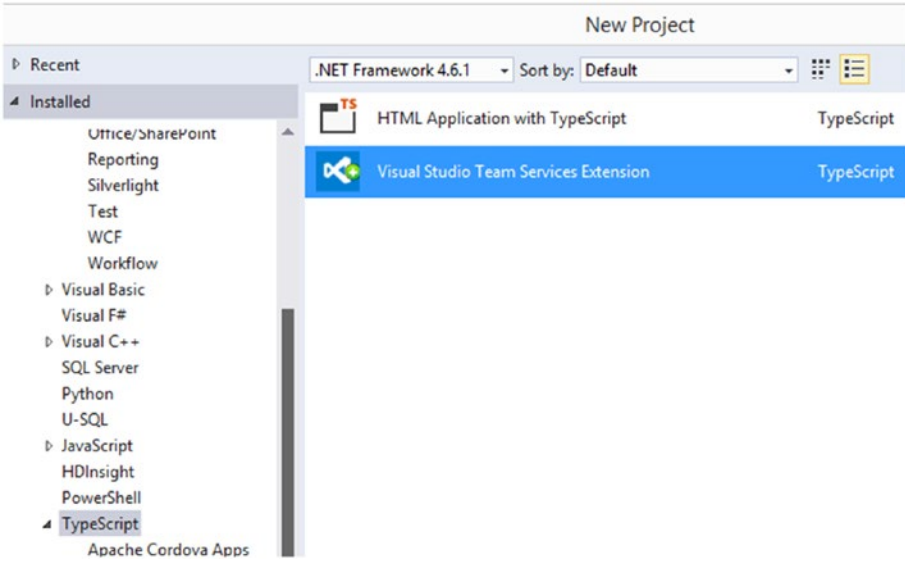 New Project
Recent
.NET Framework 4.6.1 Sort by: Default
Installed
TS HTML Application with TypeScript TypeScript
Office/SharePoint
Reporting
Visual Studio Team Services Extension TypeScript
Silverlight
Test
WCF
Workflow
Visual Basic
Visual F#
Visual C++
SQL Server
Python
U-SQL
JavaScript
HDInsight
PowerShell
TypeScript
Apache Cordova Apps